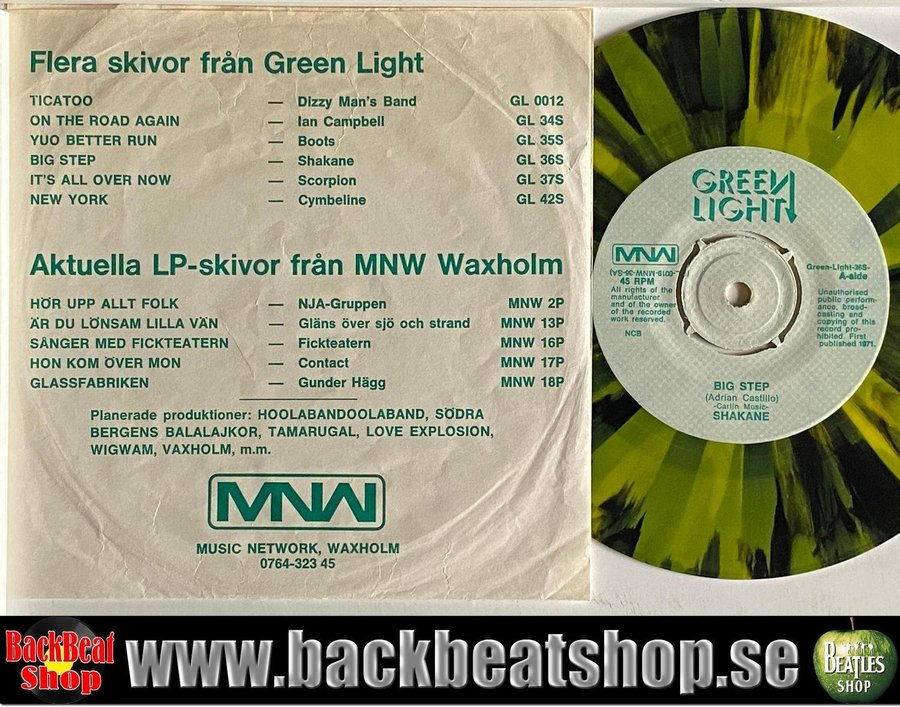 Flera skivor från Green Light
TICATOO — Dizzy Man's Band GL 0012
ON THE ROAD AGAIN — Ian Campbell GL 34S
YUO BETTER RUN — Boots GL 35S
BIG STEP — Shakane GL 36S
IT'S ALL OVER NOW — Scorpion GL 37S
NEW YORK — Cymbeline GL 42S
Aktuella LP-skivor från MNW Waxholm
HÖR UPP ALLT FOLK — NJA-Gruppen MNW 2P
ÄR DU LÖNSAM LILLA VÄN — Gläns över sjö och strand MNW 13P
SÅNGER MED FICKTEATERN — Fickteatern MNW 16P
HON KOM ÖVER MON — Contact MNW 17P
GLASSFABRIKEN — Gunder Hägg MNW 18P
Planerade produktioner: HOOLABANDOOLABAND, SÖDRA
BERGENS BALALAJKOR, TAMARUGAL, LOVE EXPLOSION,
WIGWAM, VAXHOLM, m.m.
MNW
MUSIC NETWORK, WAXHOLM
0764-323 45
GREEN
LIGHT
MNW
(-0019-MNW-36-SA)
45 RPM
All rights of the
manufacturer
and of the owner
of the recorded
work reserved.
NCB
Green-Light-36S-
A-side
Unauthorised
public perform-
ance, broad-
casting and
copying of this
record pro-
hibited. First
published 1971.
BIG STEP
(Adrian Castillo)
-Carlin Music-
SHAKANE
BackBeat
Shop
www.backbeatshop.se
BEATLES
SHOP